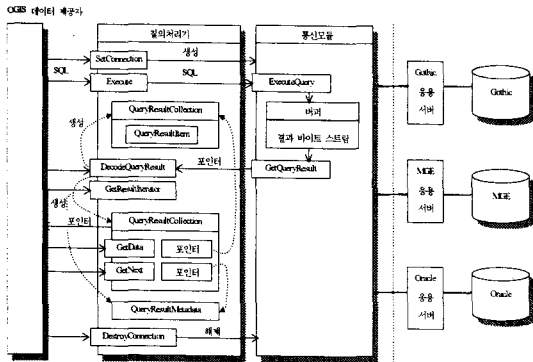 OGIS 데이터 제공자
질의처리기
통신모듈
SetConnection
생성
SQL
Execute
SQL
ExecuteQuery
QueryResultCollection
QueryResultItem
버퍼
결과 바이트 스트림
생성
DecodeQueryResult
포인터
GetQueryResult
GetResultIterator
생성
QueryResultCollection
포인터
GetData
포인터
GetNext
포인터
QueryResultMetadata
DestroyConnection
해제
Gothic
응용
서버
Gothic
MGE
응용
서버
MGE
Oracle
응용
서버
Oracle